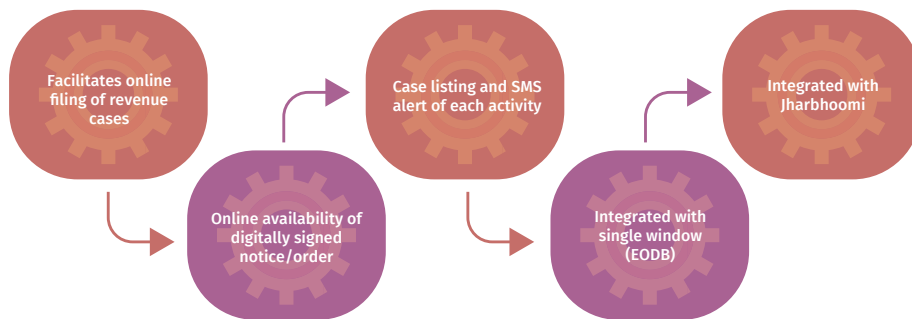 Facilitates online
filing of revenue
cases
Online availability of
digitally signed
notice/order
Case listing and SMS
alert of each activity
Integrated with
single window
(EODB)
Integrated with
Jharbhoomi